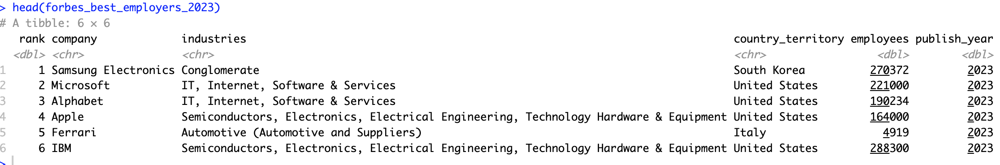 > head(forbes_best_employers_2023)
# A tibble: 6 × 6
   rank company             industries                                                                           country_territory employees publish_year
  <dbl> <chr>               <chr>                                                                                <chr>                 <dbl>        <dbl>
1     1 Samsung Electronics Conglomerate                                                                         South Korea          270372         2023
2     2 Microsoft           IT, Internet, Software & Services                                                    United States        221000         2023
3     3 Alphabet            IT, Internet, Software & Services                                                    United States        190234         2023
4     4 Apple               Semiconductors, Electronics, Electrical Engineering, Technology Hardware & Equipment United States        164000         2023
5     5 Ferrari             Automotive (Automotive and Suppliers)                                                Italy                  4919         2023
6     6 IBM                 Semiconductors, Electronics, Electrical Engineering, Technology Hardware & Equipment United States        288300         2023
>